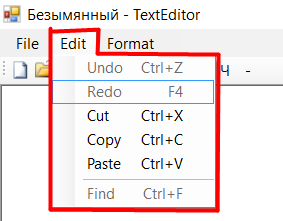 Безымянный - TextEditor
File Edit Format
Undo Ctrl+Z
Redo F4
Cut Ctrl+X
Copy Ctrl+C
Paste Ctrl+V
Find Ctrl+F